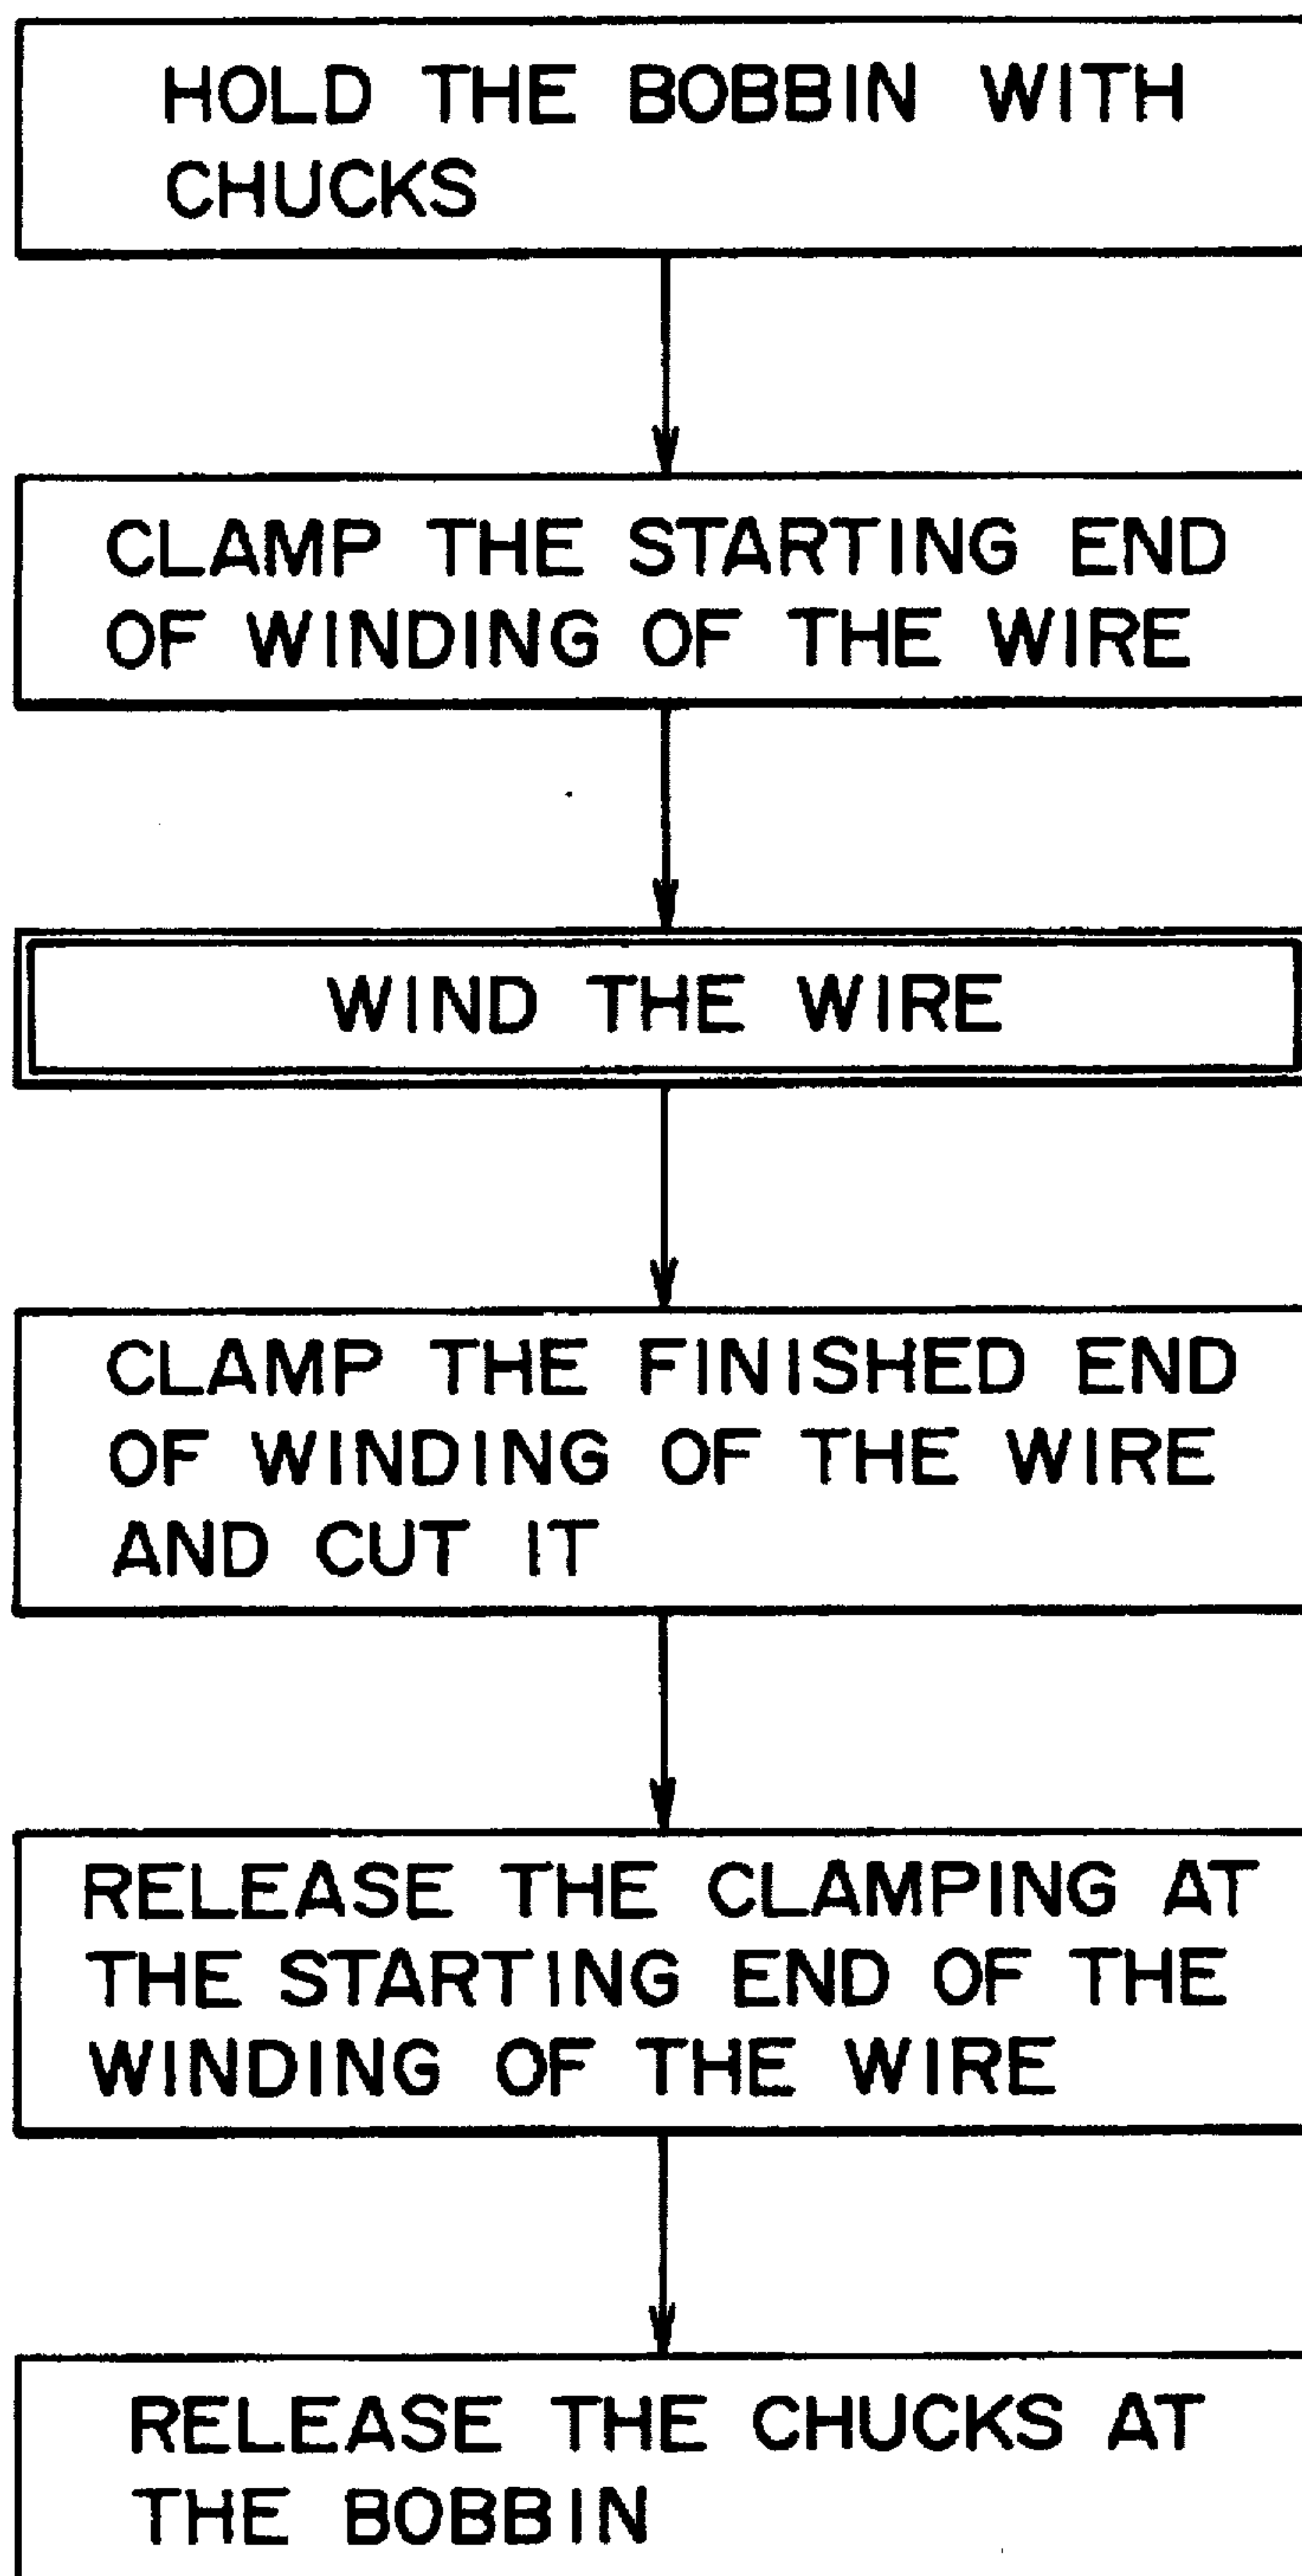 HOLD THE BOBBIN WITH
CHUCKS
CLAMP THE STARTING END
OF WINDING OF THE WIRE
WIND THE WIRE
CLAMP THE FINISHED END
OF WINDING OF THE WIRE
AND CUT IT
RELEASE THE CLAMPING AT
THE STARTING END OF THE
WINDING OF THE WIRE
RELEASE THE CHUCKS AT
THE BOBBIN